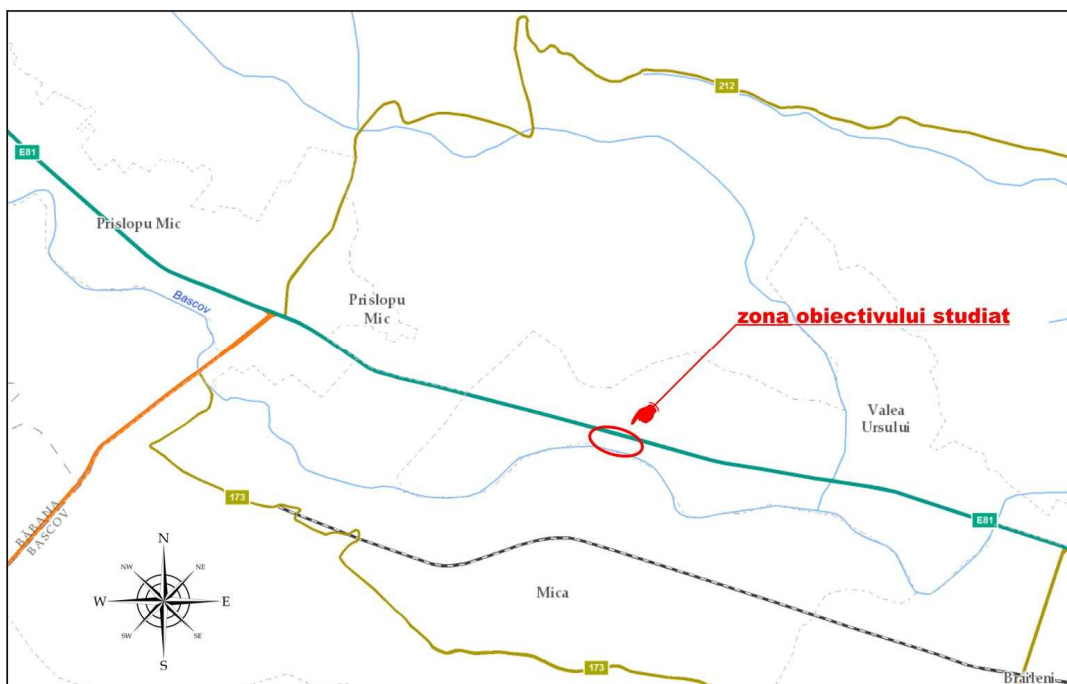 212
E81
Prislopu Mic
Bascov
Prislopu
Mic
zona obiectivului studiat
Valea
Ursului
173
E81
BĂBANA
BASCOV
N
NW
NE
W
E
SW
SE
S
Mica
173
Brăileni